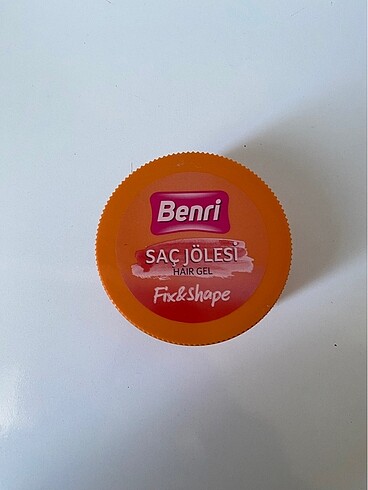 Benri
SAÇ JÖLESİ
HAIR GEL
Fix&Shape